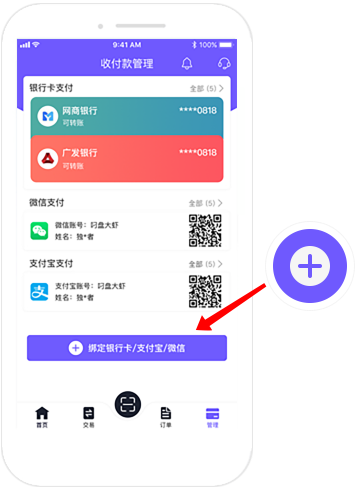 9:41 AM
100%
收付款管理
银行卡支付
全部 (5) >
网商银行
****0818
可转账
广发银行
****0818
可转账
微信支付
全部 (5) >
微信账号：叼盘大虾
姓名：独*者
支付宝支付
全部 (5) >
支付宝账号：叼盘大虾
姓名：独*者
绑定银行卡/支付宝/微信
首页
交易
订单
管理